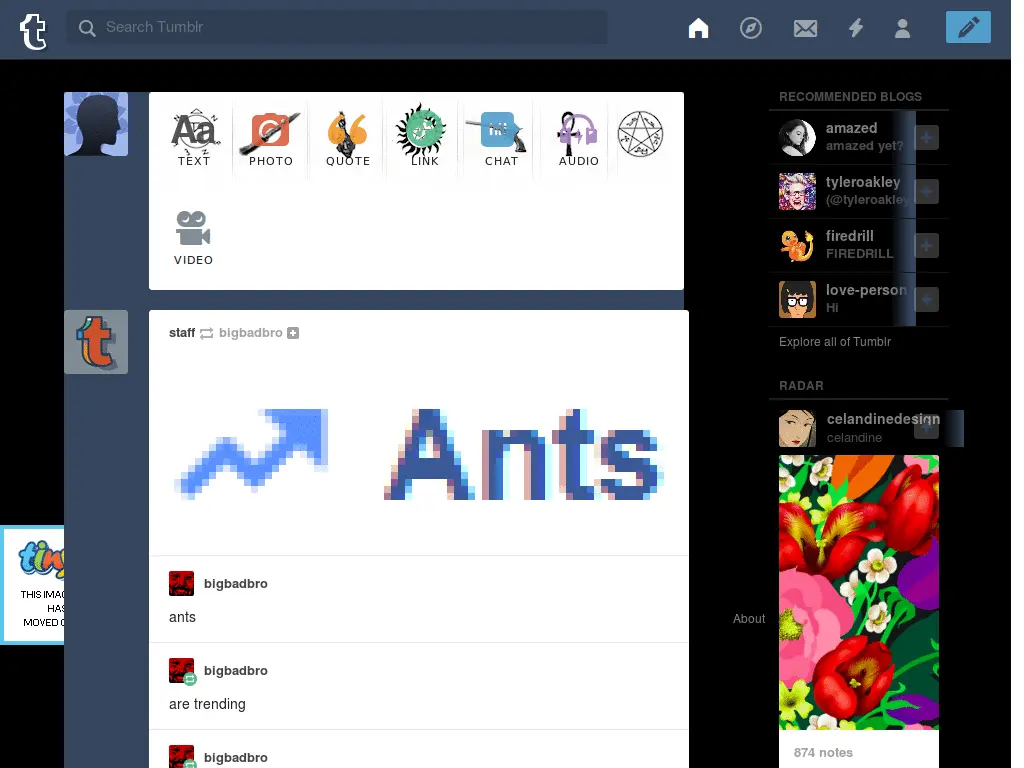 Search Tumblr
Aa
TEXT
PHOTO
QUOTE
LINK
hi!
CHAT
AUDIO
VIDEO
staff bigbadbro
Ants
bigbadbro
ants
bigbadbro
are trending
bigbadbro
THIS IMAG
HAS
MOVED O
RECOMMENDED BLOGS
amazed
amazed yet?
tyleroakley
(@tyleroakley
firedrill
FIREDRILL
love-person
Hi
Explore all of Tumblr
RADAR
celandinedesign
celandine
About
874 notes